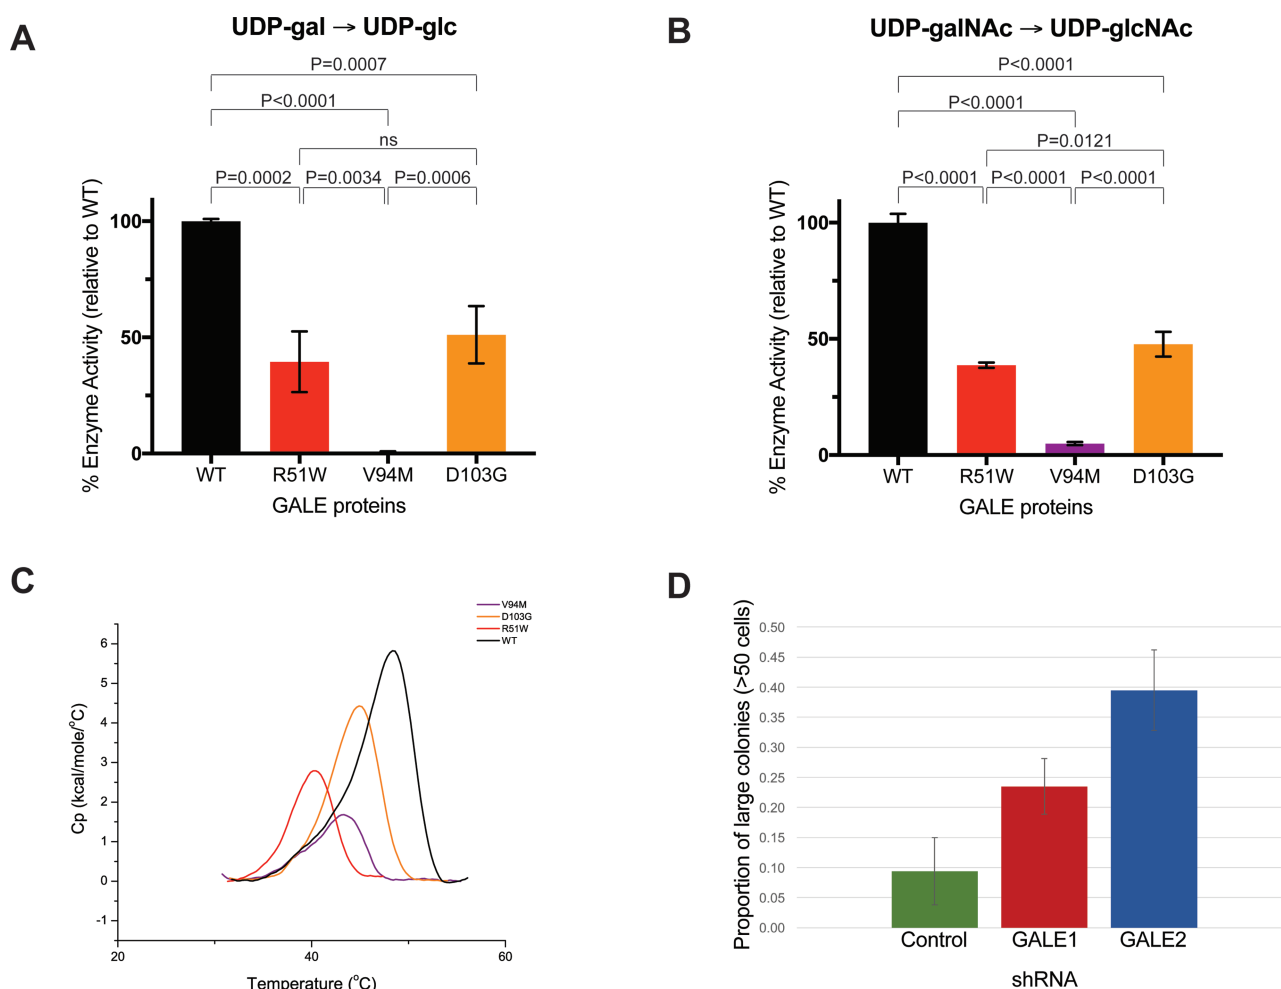 A
UDP-gal → UDP-glc
P=0.0007
P<0.0001
ns
P=0.0002 P=0.0034 P=0.0006
% Enzyme Activity (relative to WT)
100
50
0
WT R51W V94M D103G
GALE proteins
B
UDP-galNAc → UDP-glcNAc
P<0.0001
P<0.0001
P=0.0121
P<0.0001 P<0.0001 P<0.0001
% Enzyme Activity (relative to WT)
100
50
0
WT R51W V94M D103G
GALE proteins
C
V94M
D103G
R51W
WT
Cp (kcal/mole/°C)
6
5
4
3
2
1
0
-1
20 40 60
Temperature (°C)
D
Proportion of large colonies (>50 cells)
0.50
0.45
0.40
0.35
0.30
0.25
0.20
0.15
0.10
0.05
0.00
Control GALE1 GALE2
shRNA